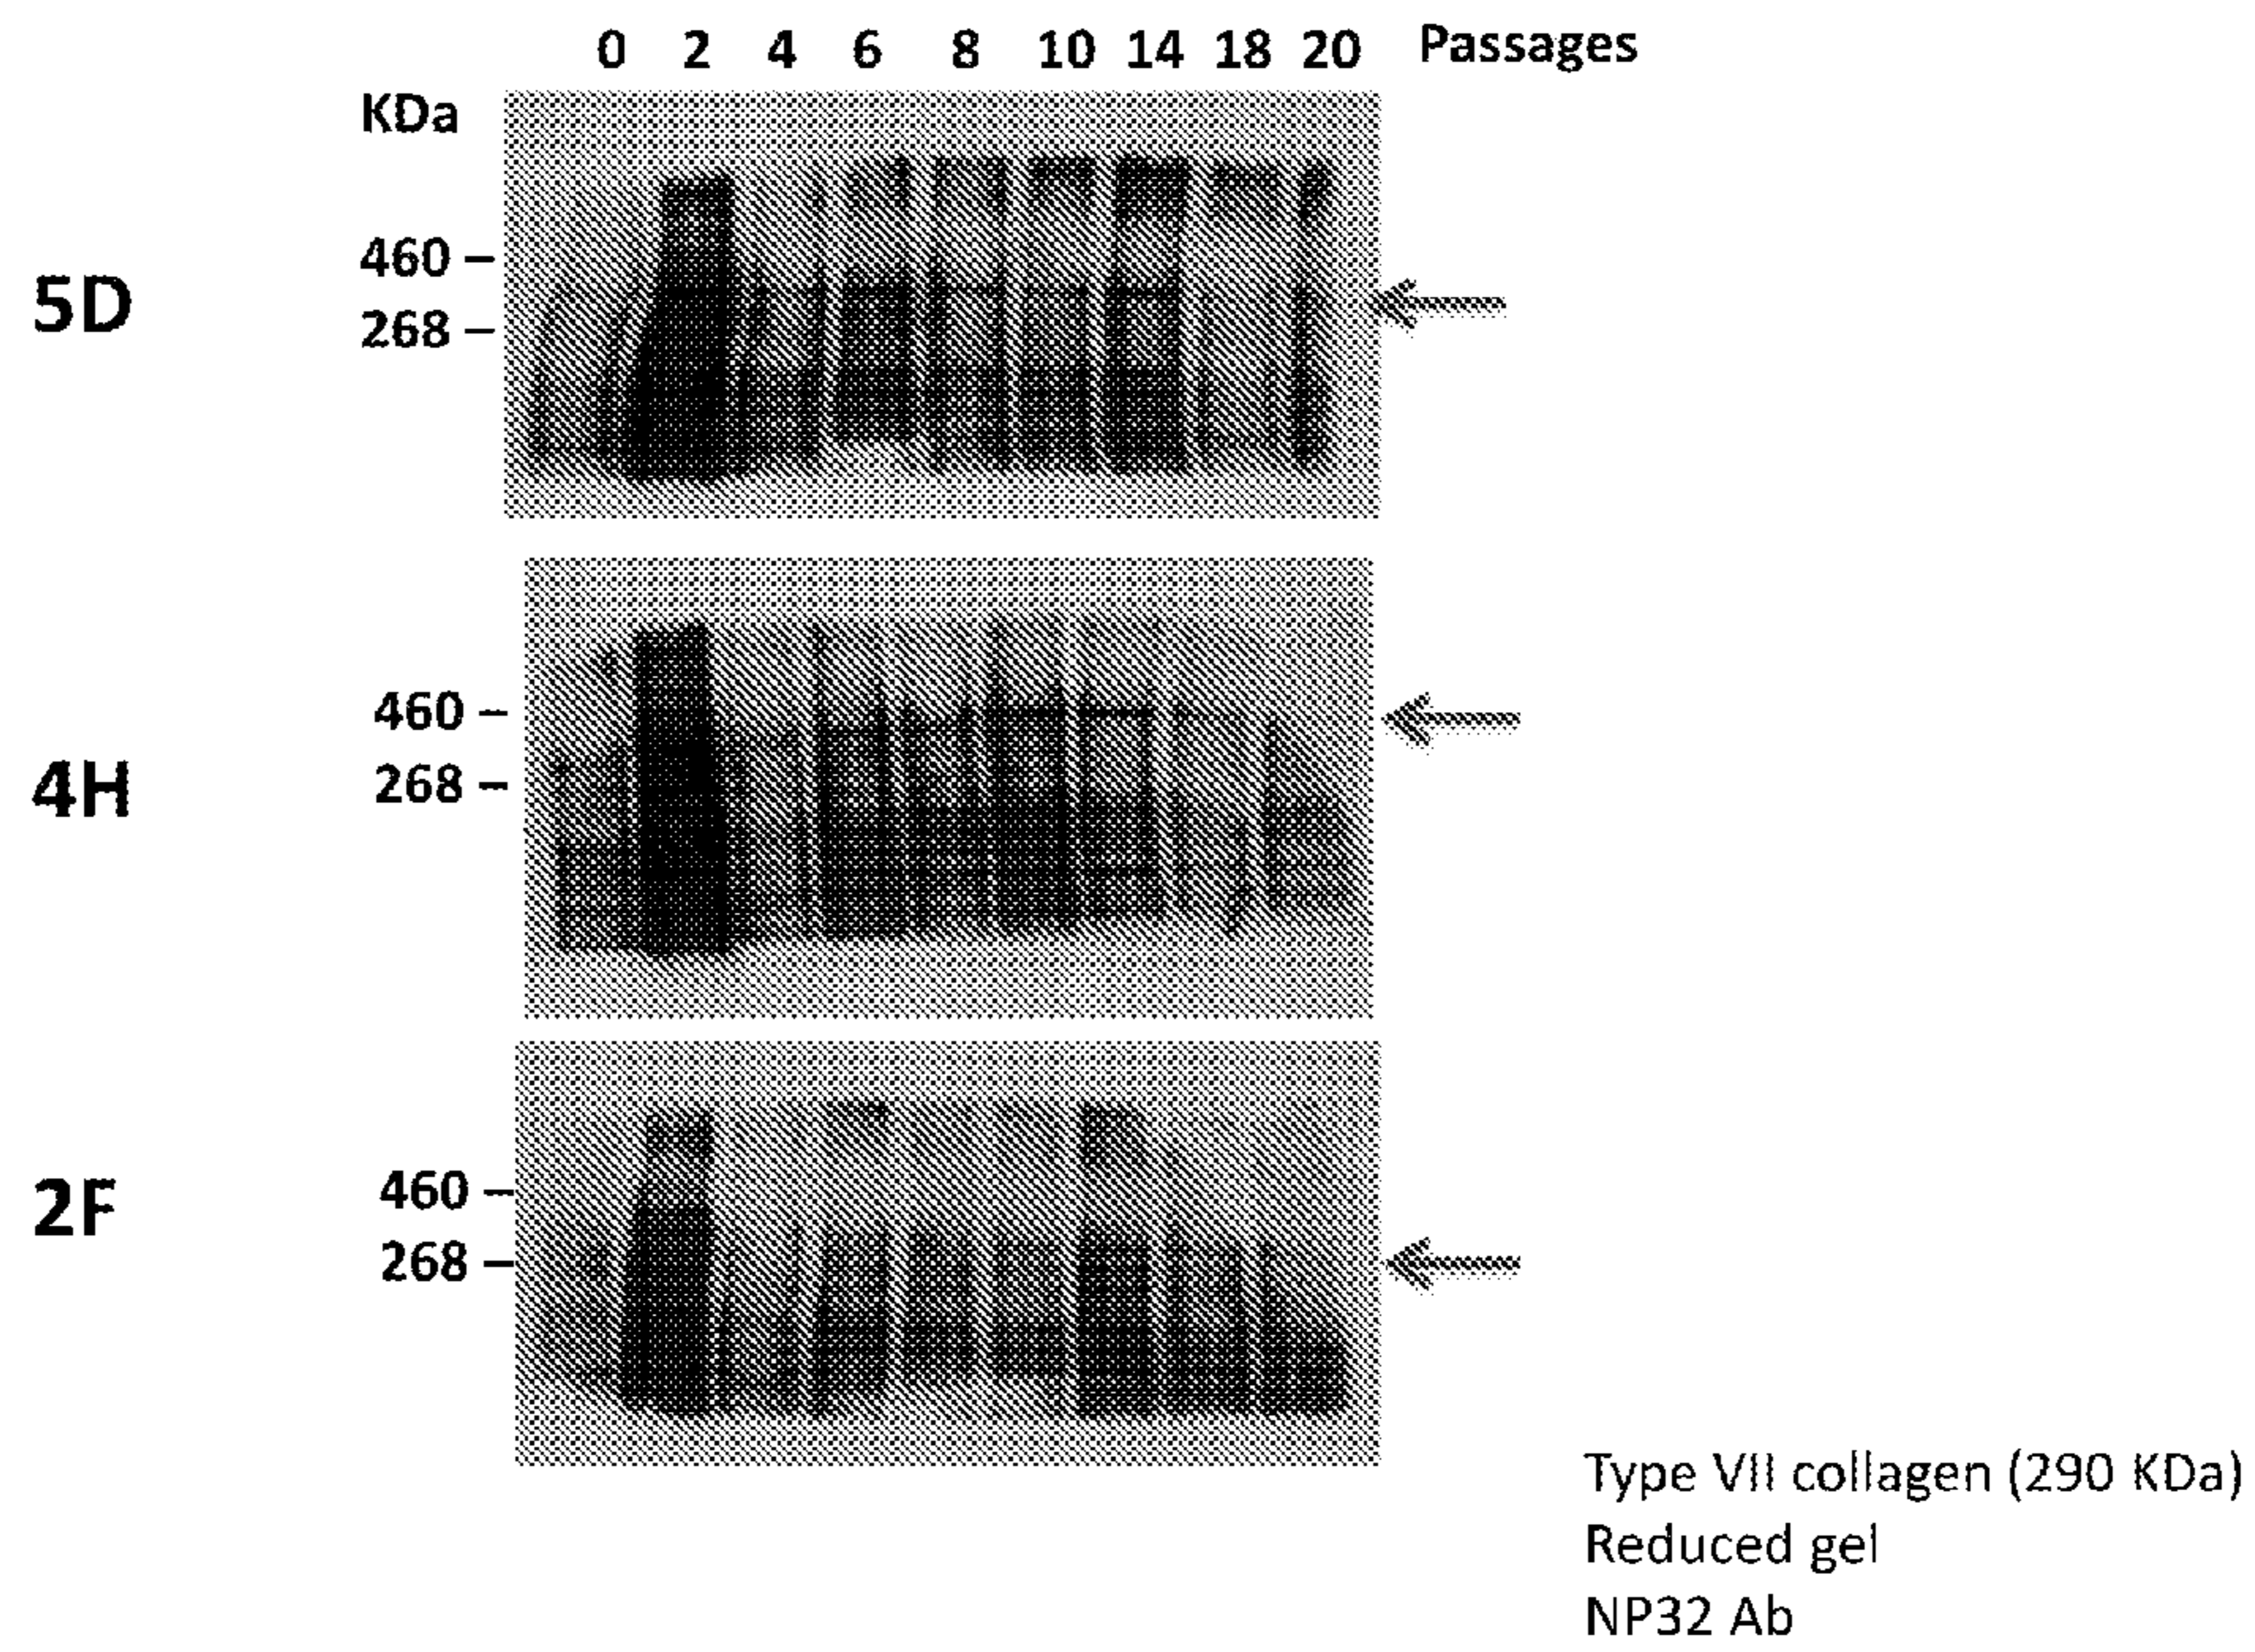 0 2 4 6 8 10 14 18 20 Passages
KDa
5D
460 –
268 –
4H
460 –
268 –
2F
460 –
268 –
Type VII collagen (290 KDa)
Reduced gel
NP32 Ab